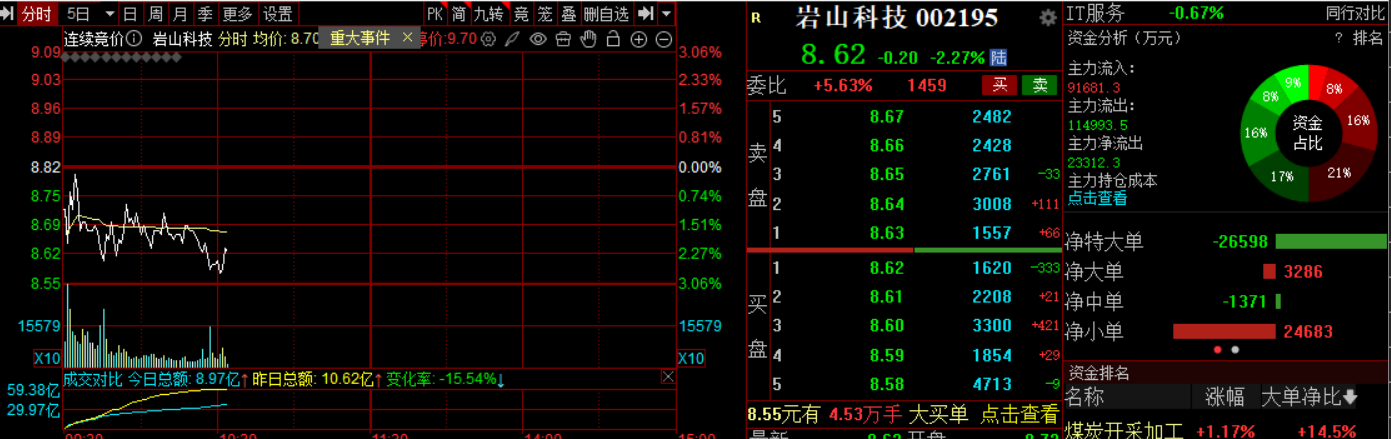 分时 5日 日 周 月 季 更多 设置 PK 简 九转 竞 笼 叠 删自选
连续竞价 岩山科技 分时 均价: 8.70 重大事件 × 9.70
9.09 3.06%
9.03 2.33%
8.96 1.57%
8.89 0.81%
8.82 0.00%
8.75 0.74%
8.69 1.51%
8.62 2.27%
8.55 3.06%
15579 15579
X10 X10
成交对比 今日总额: 8.97亿↑ 昨日总额: 10.62亿↑ 变化率: -15.54%↓
59.38亿
29.97亿
10:30 11:30 14:00 15:00
R 岩山科技 002195
8.62 -0.20 -2.27% 陆
委比 +5.63% 1459 买 卖
卖盘
5 8.67 2482
4 8.66 2428
3 8.65 2761 -33
2 8.64 3008 +111
1 8.63 1557 +66
买盘
1 8.62 1620 -333
2 8.61 2208 +21
3 8.60 3300 +421
4 8.59 1854 +29
5 8.58 4713 -9
8.55元有 4.53万手 大买单 点击查看
IT服务 -0.67% 同行对比
资金分析（万元） ? 排名
主力流入:
91681.3
主力流出:
114993.5
主力净流出
23312.3
主力持仓成本
点击查看
资金占比
9% 8%
8% 16%
16% 21%
17%
净特大单 -26598
净大单 3286
净中单 -1371
净小单 24683
资金排名
名称 涨幅 大单净比
煤炭开采加工 +1.17% +14.5%